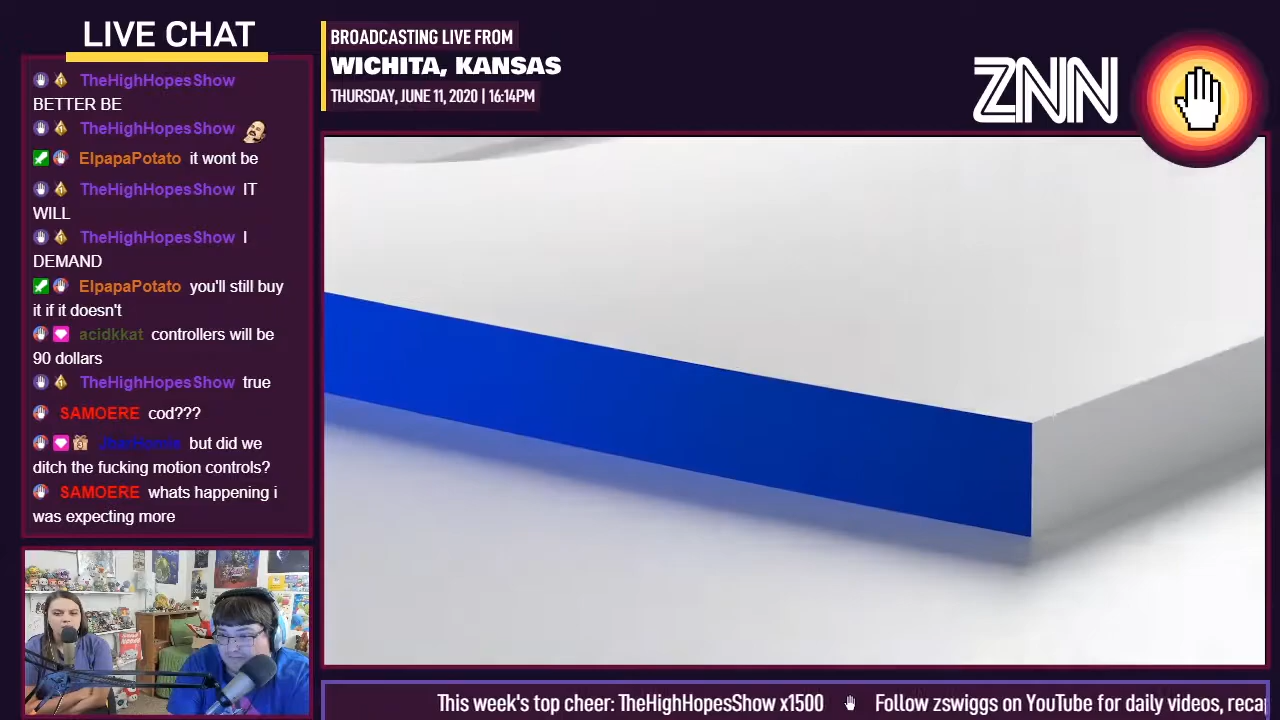 LIVE CHAT
TheHighHopesShow
BETTER BE
TheHighHopesShow
ElpapaPotato it wont be
TheHighHopesShow IT
WILL
TheHighHopesShow I
DEMAND
ElpapaPotato you'll still buy
it if it doesn't
acidkkat controllers will be
90 dollars
TheHighHopesShow true
SAMOERE cod???
but did we
ditch the fucking motion controls?
SAMOERE whats happening i
was expecting more
BROADCASTING LIVE FROM
WICHITA, KANSAS
THURSDAY, JUNE 11, 2020 | 16:14PM
ZNN
This week's top cheer: TheHighHopesShow x1500
Follow zswiggs on YouTube for daily videos, reca